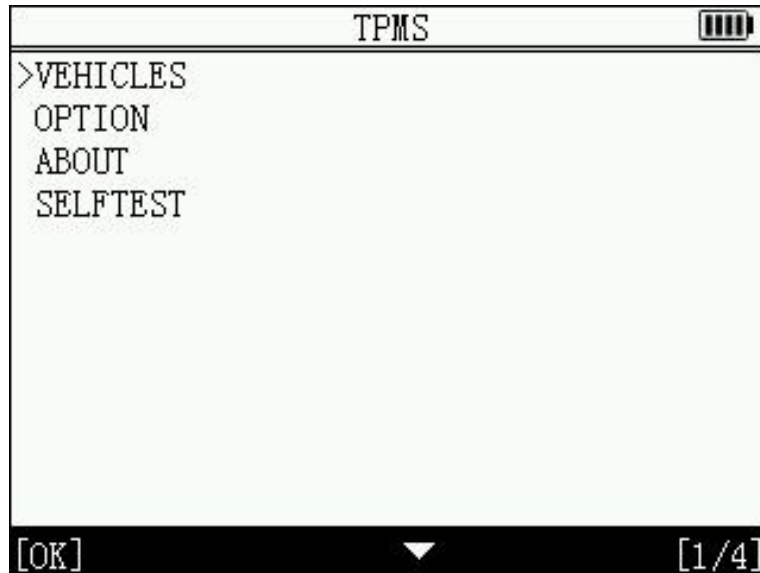 TPMS
>VEHICLES
OPTION
ABOUT
SELFTEST
[OK] [1/4]